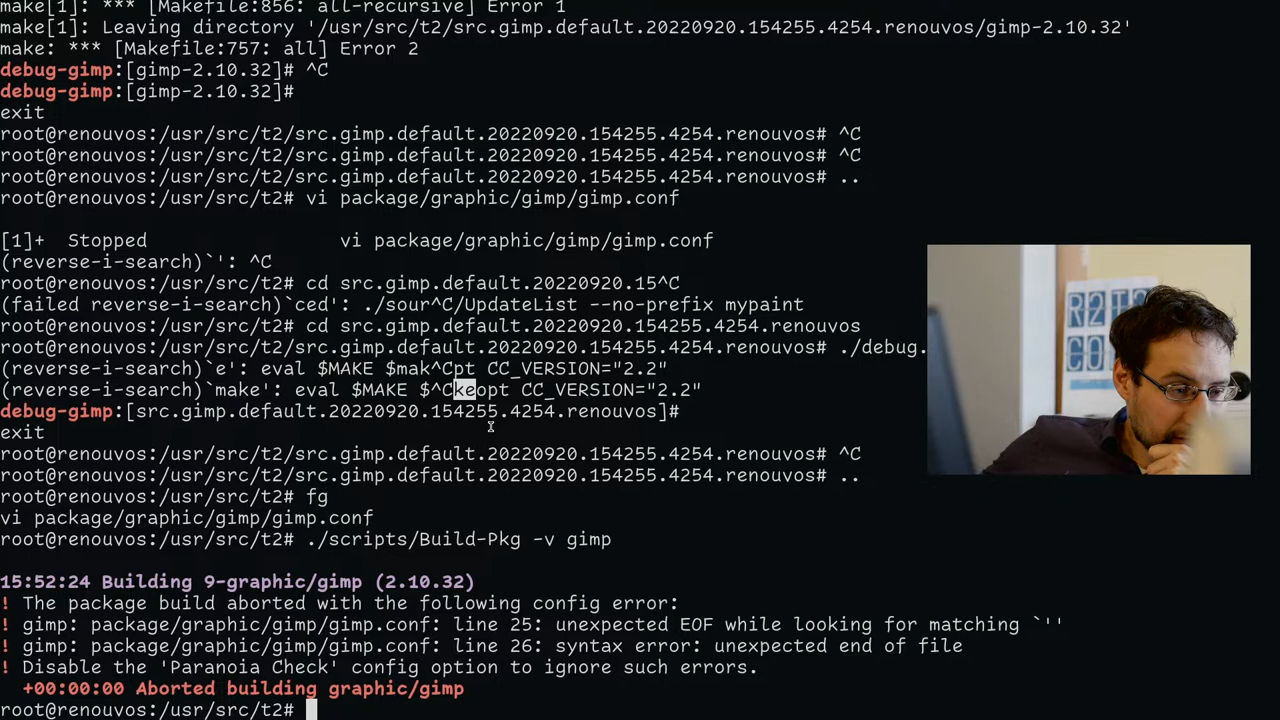 make[1]: *** [Makefile:856: all-recursive] Error 1
make[1]: Leaving directory '/usr/src/t2/src.gimp.default.20220920.154255.4254.renouvos/gimp-2.10.32'
make: *** [Makefile:757: all] Error 2
debug-gimp:[gimp-2.10.32]# ^C
debug-gimp:[gimp-2.10.32]#
exit
root@renouvos:/usr/src/t2/src.gimp.default.20220920.154255.4254.renouvos# ^C
root@renouvos:/usr/src/t2/src.gimp.default.20220920.154255.4254.renouvos# ^C
root@renouvos:/usr/src/t2/src.gimp.default.20220920.154255.4254.renouvos# ..
root@renouvos:/usr/src/t2# vi package/graphic/gimp/gimp.conf
[1]+  Stopped                 vi package/graphic/gimp/gimp.conf
(reverse-i-search)`': ^C
root@renouvos:/usr/src/t2# cd src.gimp.default.20220920.15^C
(failed reverse-i-search)`ced': ./sour^C/UpdateList --no-prefix mypaint
root@renouvos:/usr/src/t2# cd src.gimp.default.20220920.154255.4254.renouvos
root@renouvos:/usr/src/t2/src.gimp.default.20220920.154255.4254.renouvos# ./debug.
(reverse-i-search)`e': eval $MAKE $mak^Cpt CC_VERSION="2.2"
(reverse-i-search)`make': eval $MAKE $^Ckeopt CC_VERSION="2.2"
debug-gimp:[src.gimp.default.20220920.154255.4254.renouvos]#
exit
root@renouvos:/usr/src/t2/src.gimp.default.20220920.154255.4254.renouvos# ^C
root@renouvos:/usr/src/t2/src.gimp.default.20220920.154255.4254.renouvos# ..
root@renouvos:/usr/src/t2# fg
vi package/graphic/gimp/gimp.conf
root@renouvos:/usr/src/t2# ./scripts/Build-Pkg -v gimp
15:52:24 Building 9-graphic/gimp (2.10.32)
! The package build aborted with the following config error:
! gimp: package/graphic/gimp/gimp.conf: line 25: unexpected EOF while looking for matching `''
! gimp: package/graphic/gimp/gimp.conf: line 26: syntax error: unexpected end of file
! Disable the 'Paranoia Check' config option to ignore such errors.
+00:00:00 Aborted building graphic/gimp
root@renouvos:/usr/src/t2#